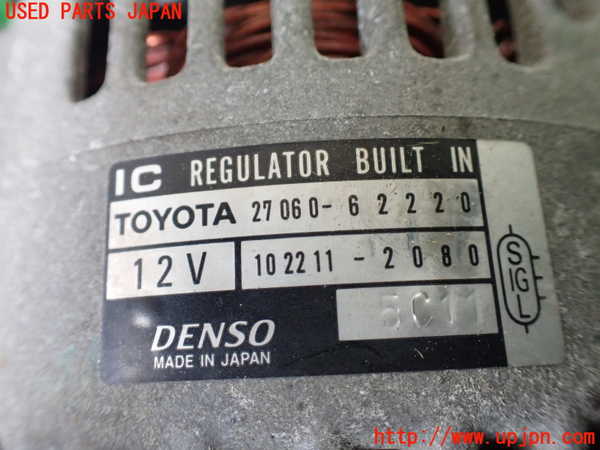 USED PARTS JAPAN
IC REGULATOR BUILT IN
TOYOTA 27060-62220
12V 102211-2080
5C11
DENSO
MADE IN JAPAN
S
IG
L
http://www.upjpn.com